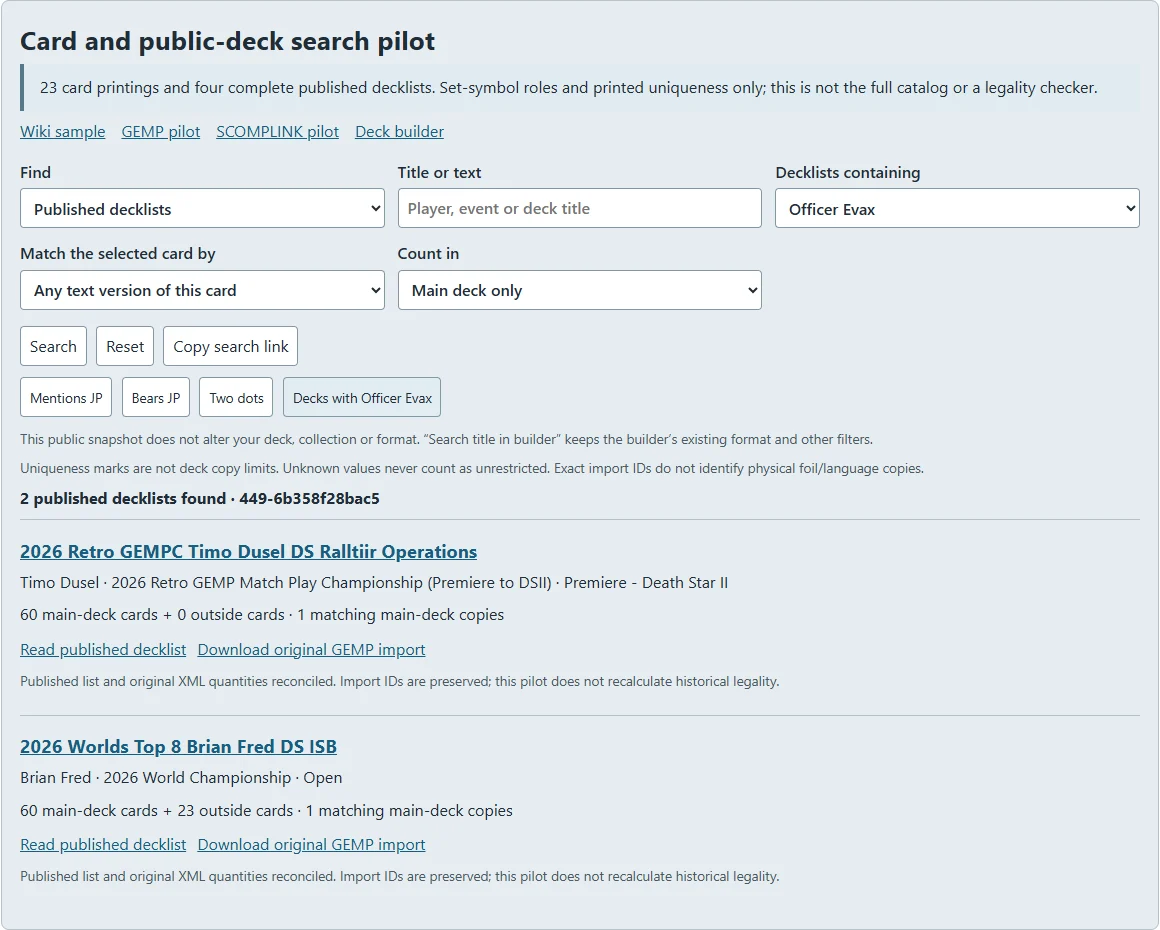 Card and public-deck search pilot
23 card printings and four complete published decklists. Set-symbol roles and printed uniqueness only; this is not the full catalog or a legality checker.
Wiki sample GEMP pilot SCOMPLINK pilot Deck builder
Find Title or text Decklists containing
Published decklists Player, event or deck title Officer Evax
Match the selected card by Count in
Any text version of this card Main deck only
Search Reset Copy search link
Mentions JP Bears JP Two dots Decks with Officer Evax
This public snapshot does not alter your deck, collection or format. “Search title in builder” keeps the builder’s existing format and other filters.
Uniqueness marks are not deck copy limits. Unknown values never count as unrestricted. Exact import IDs do not identify physical foil/language copies.
2 published decklists found · 449-6b358f28bac5
2026 Retro GEMPC Timo Dusel DS Ralltiir Operations
Timo Dusel · 2026 Retro GEMP Match Play Championship (Premiere to DSII) · Premiere - Death Star II
60 main-deck cards + 0 outside cards · 1 matching main-deck copies
Read published decklist Download original GEMP import
Published list and original XML quantities reconciled. Import IDs are preserved; this pilot does not recalculate historical legality.
2026 Worlds Top 8 Brian Fred DS ISB
Brian Fred · 2026 World Championship · Open
60 main-deck cards + 23 outside cards · 1 matching main-deck copies
Read published decklist Download original GEMP import
Published list and original XML quantities reconciled. Import IDs are preserved; this pilot does not recalculate historical legality.